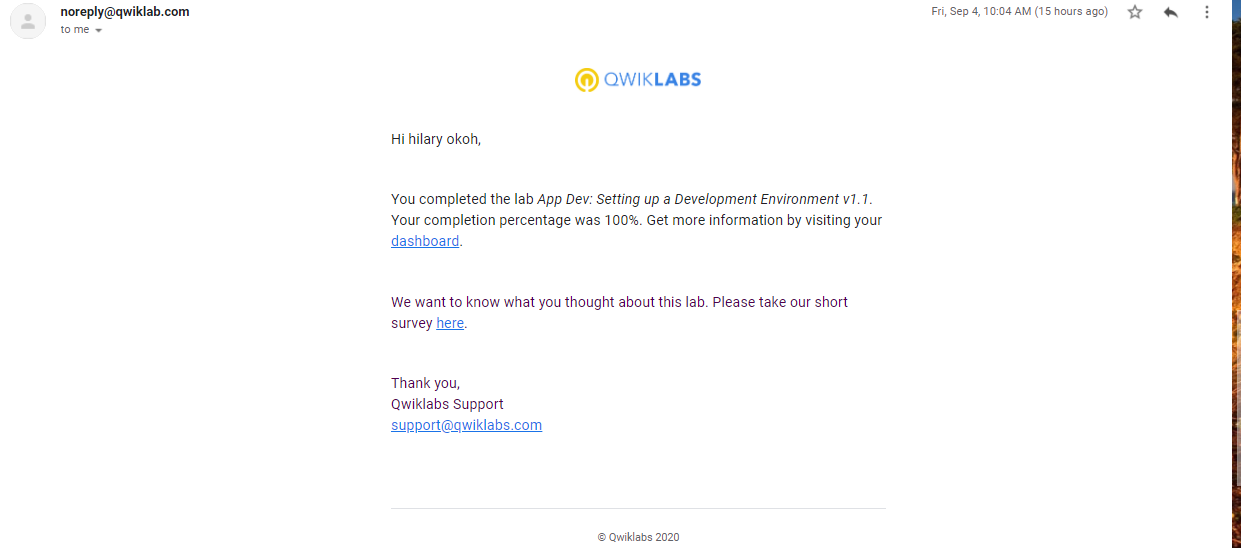 noreply@qwiklab.com
Fri, Sep 4, 10:04 AM (15 hours ago)
to me
QWIKLABS
Hi hilary okoh,
You completed the lab App Dev: Setting up a Development Environment v1.1.
Your completion percentage was 100%. Get more information by visiting your
dashboard.
We want to know what you thought about this lab. Please take our short
survey here.
Thank you,
Qwiklabs Support
support@qwiklabs.com
© Qwiklabs 2020